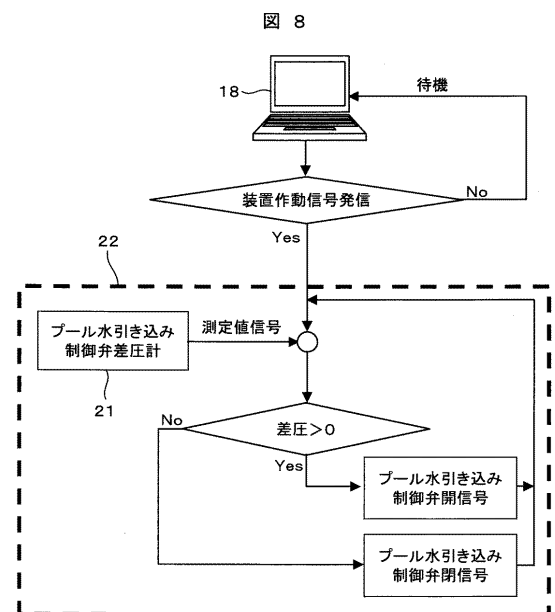 図 8
18
待機
装置作動信号発信
No
Yes
22
プール水引き込み
制御弁差圧計
測定値信号
21
No
差圧>0
Yes
プール水引き込み
制御弁開信号
プール水引き込み
制御弁閉信号